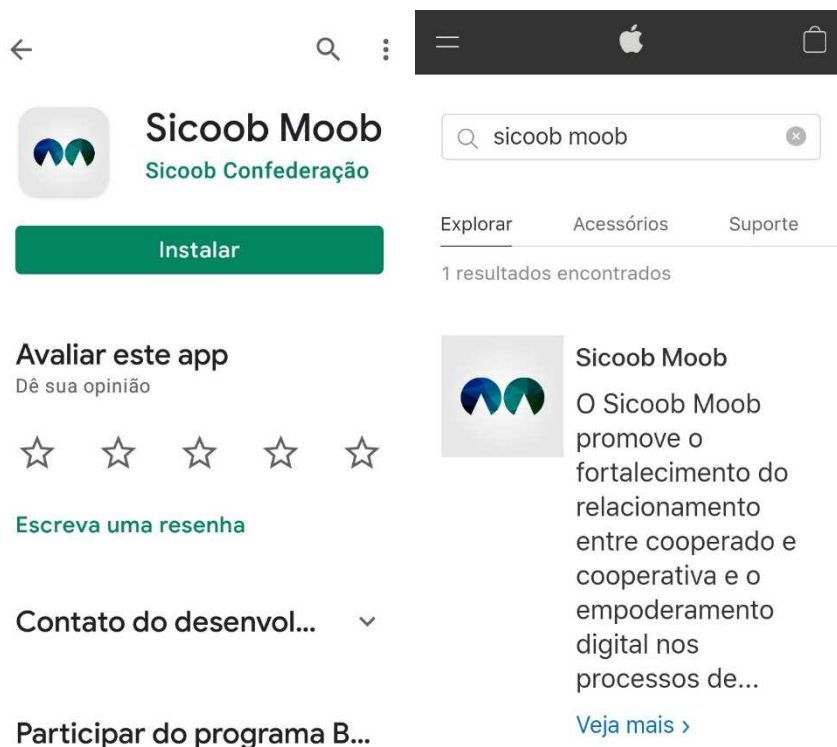 Sicoob Moob
Sicoob Confederação
Instalar
Avaliar este app
Dê sua opinião
Escreva uma resenha
Contato do desenvol...
Participar do programa B...
sicoob moob
Explorar
Acessórios
Suporte
1 resultados encontrados
Sicoob Moob
O Sicoob Moob
promove o
fortalecimento do
relacionamento
entre cooperado e
cooperativa e o
empoderamento
digital nos
processos de...
Veja mais ›